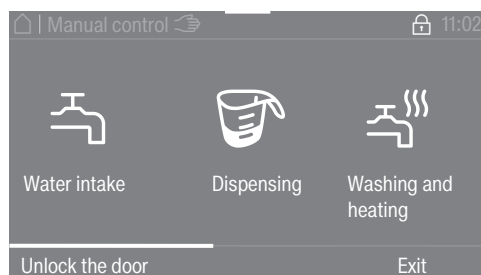 | Manual control 11:02
Water intake
Dispensing
Washing and
heating
Unlock the door
Exit